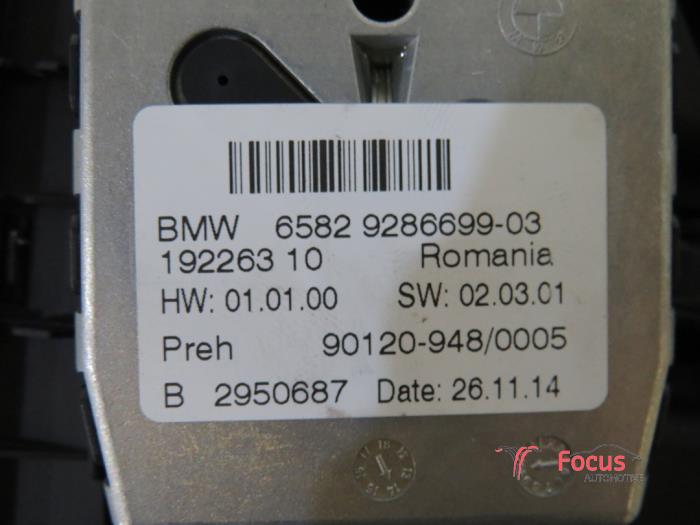 BMW 6582 9286699-03
192263 10 Romania
HW: 01.01.00 SW: 02.03.01
Preh 90120-948/0005
B 2950687 Date: 26.11.14
Focus
AUTOMOTIVE